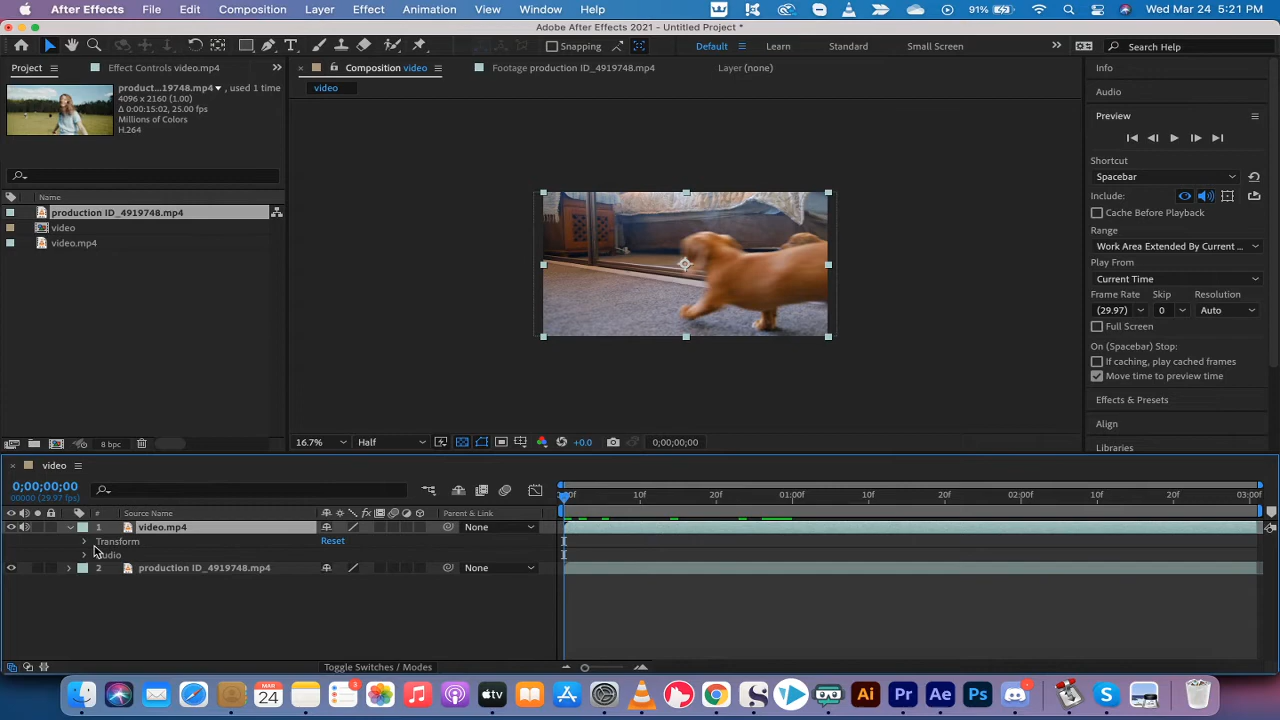 After Effects File Edit Composition Layer Effect Animation View Window Help 91% Wed Mar 24 5:21 PM
Adobe After Effects 2021 - Untitled Project *
Snapping Default Learn Standard Small Screen Search Help
Project Effect Controls video.mp4 Composition video Footage production ID_4919748.mp4 Layer (none) Info
product...19748.mp4 , used 1 time
4096 x 2160 (1.00)
Δ 0:00:15:02, 25.00 fps
Millions of Colors
H.264
video
Audio
Preview
Shortcut
Spacebar
Include:
Cache Before Playback
Range
Work Area Extended By Current ...
Play From
Current Time
Frame Rate Skip Resolution
(29.97) 0 Auto
Full Screen
On (Spacebar) Stop:
If caching, play cached frames
Move time to preview time
Effects & Presets
Align
Libraries
Name
production ID_4919748.mp4
video
video.mp4
8 bpc
16.7% Half +0.0 0;00;00;00
video
0;00;00;00
00000 (29.97 fps)
10f 20f 01:00f 10f 20f 02:00f 10f 20f 03:00f
# Source Name Parent & Link
1 video.mp4 None
Transform Reset
2 production ID_4919748.mp4 None
Toggle Switches / Modes
MAR
24
3
tv
Ai Pr Ae Ps